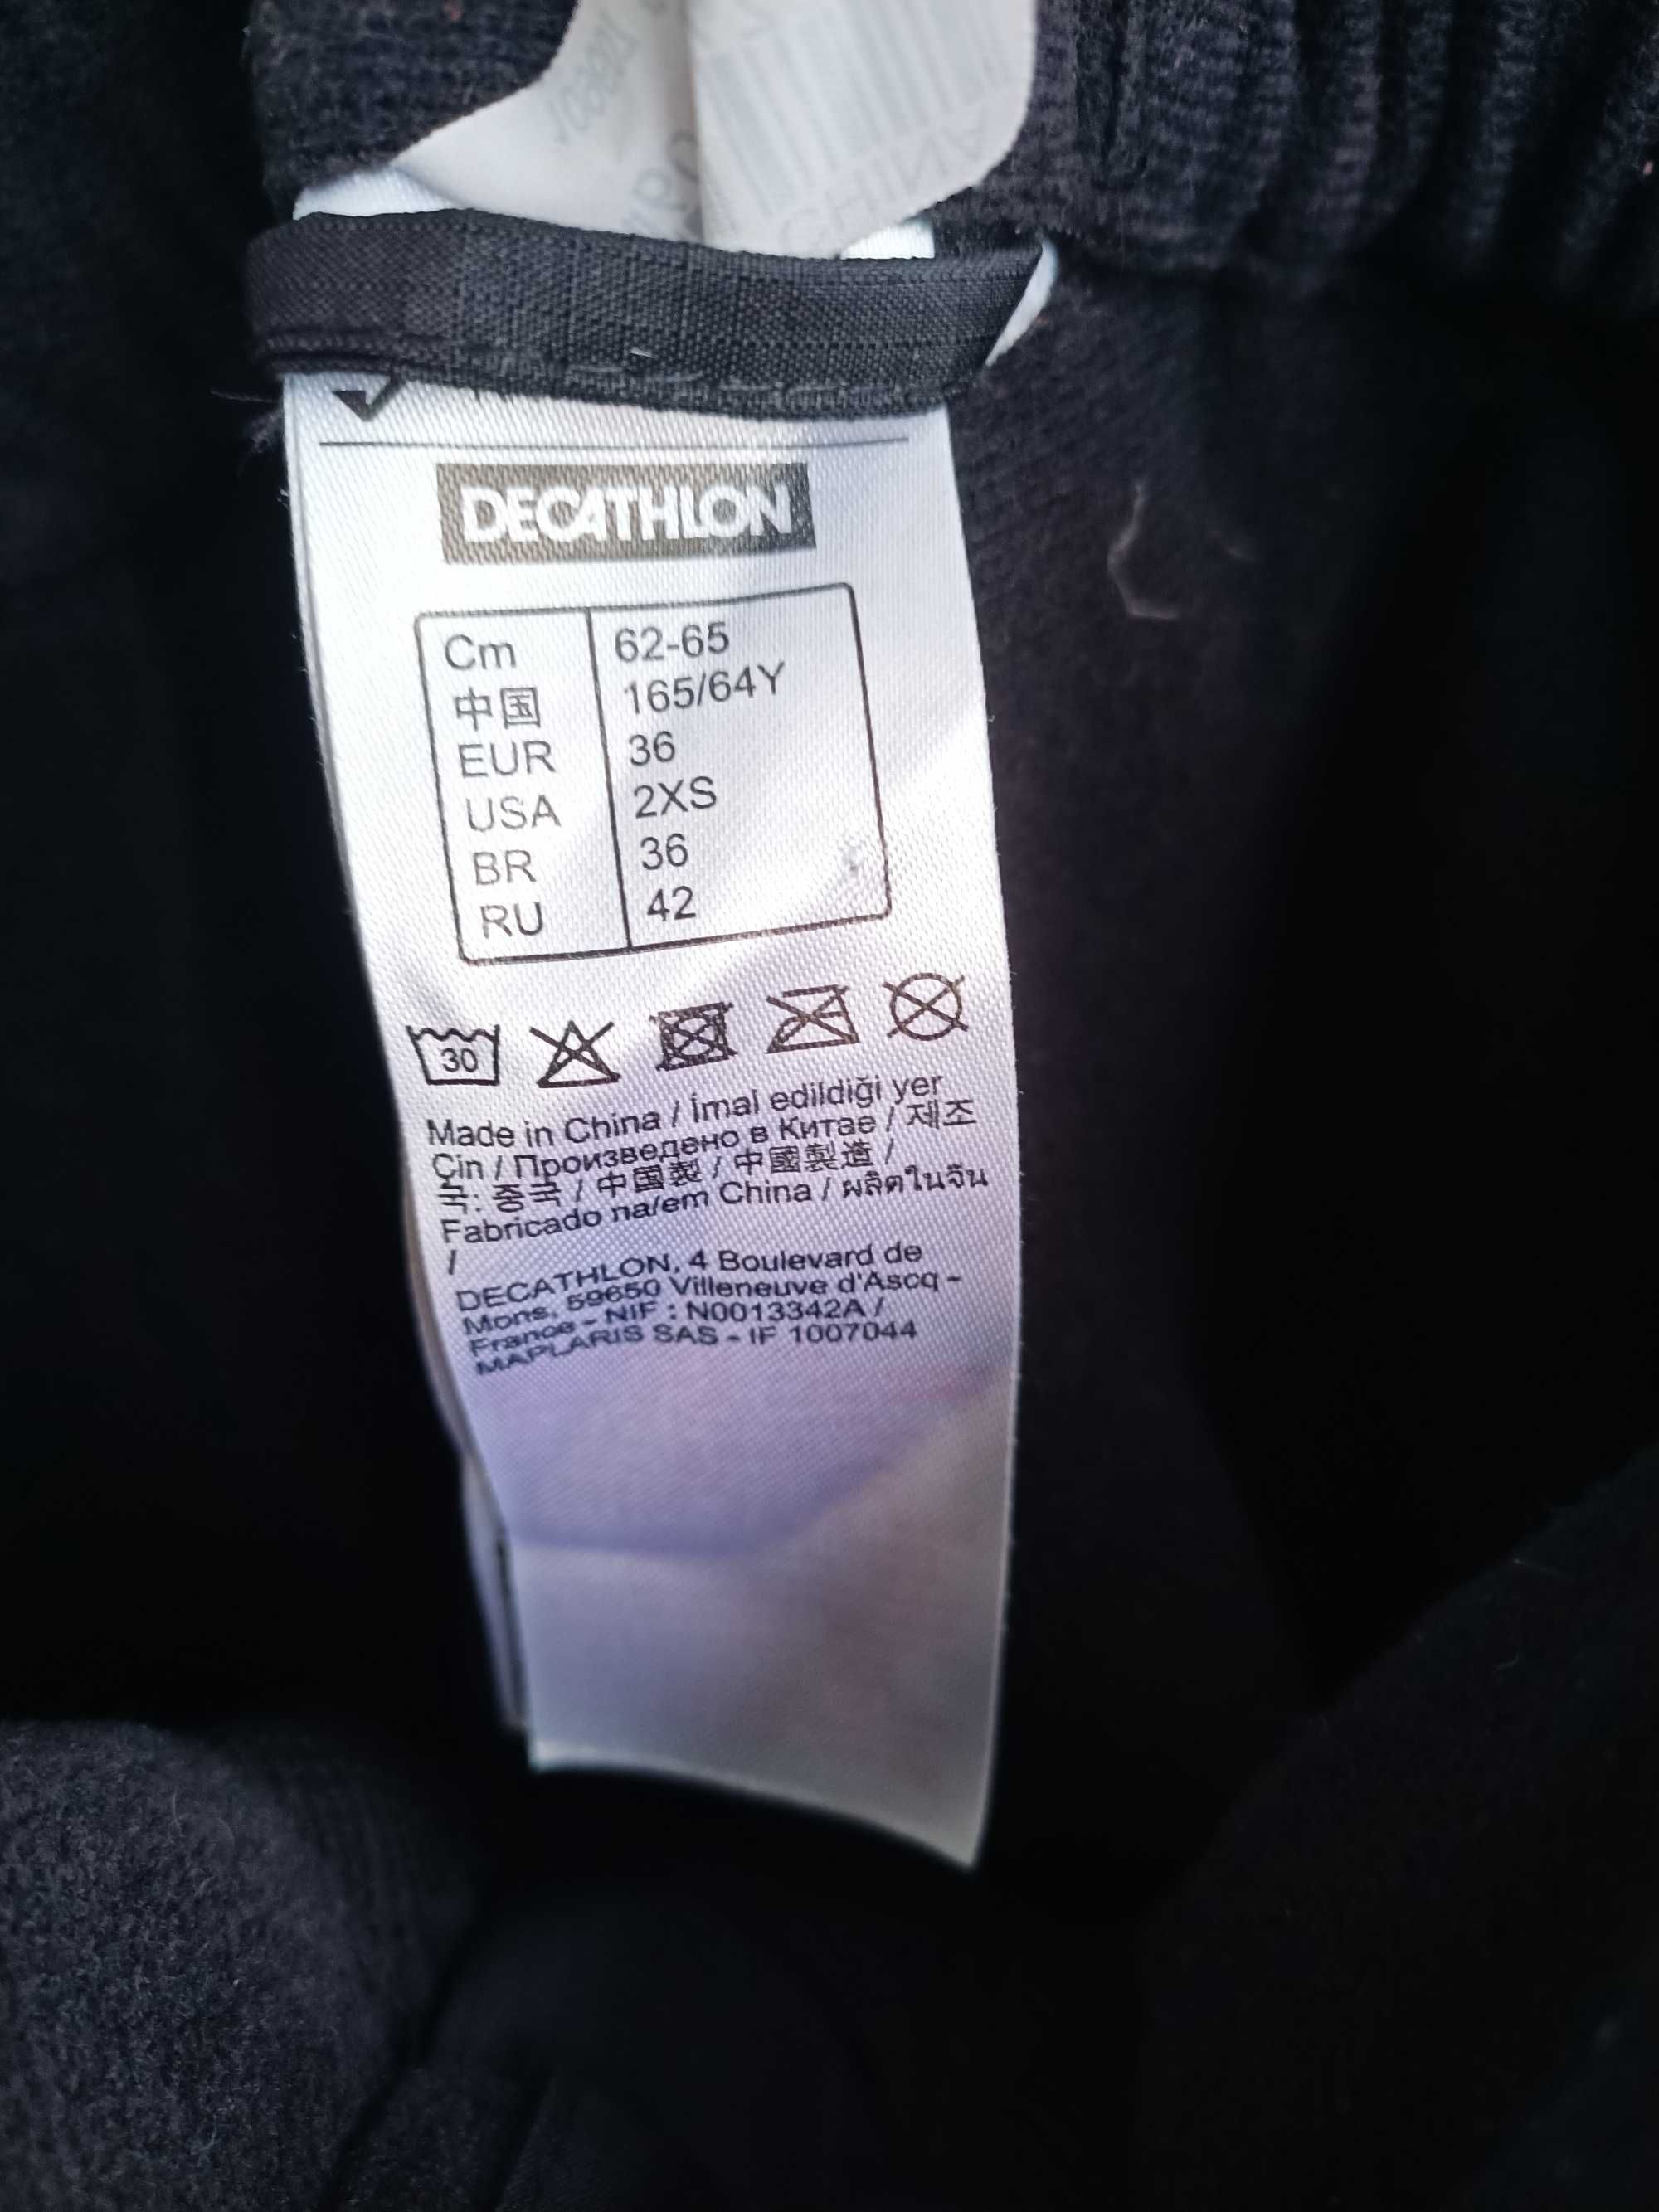 DECATHLON
Cm 62-65
中国 165/64Y
EUR 36
USA 2XS
BR 36
RU 42
30
Made in China / İmal edildiği yer
Çin / Произведено в Китае / 제조
국: 중국 / 中国製 / 中國製造 /
Fabricado na/em China / ผลิตในจีน
/
DECATHLON, 4 Boulevard de
Mons, 59650 Villeneuve d'Ascq -
France - NIF : N0013342A /
MAPLARIS SAS - IF 1007044